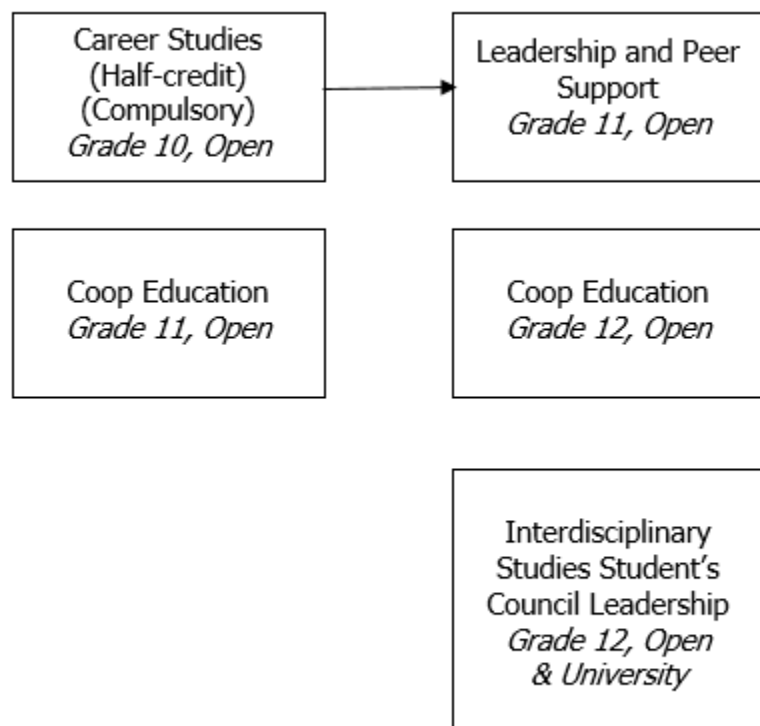 Career Studies
(Half-credit)
(Compulsory)
Grade 10, Open
Leadership and Peer
Support
Grade 11, Open
Coop Education
Grade 11, Open
Coop Education
Grade 12, Open
Interdisciplinary
Studies Student’s
Council Leadership
Grade 12, Open
& University